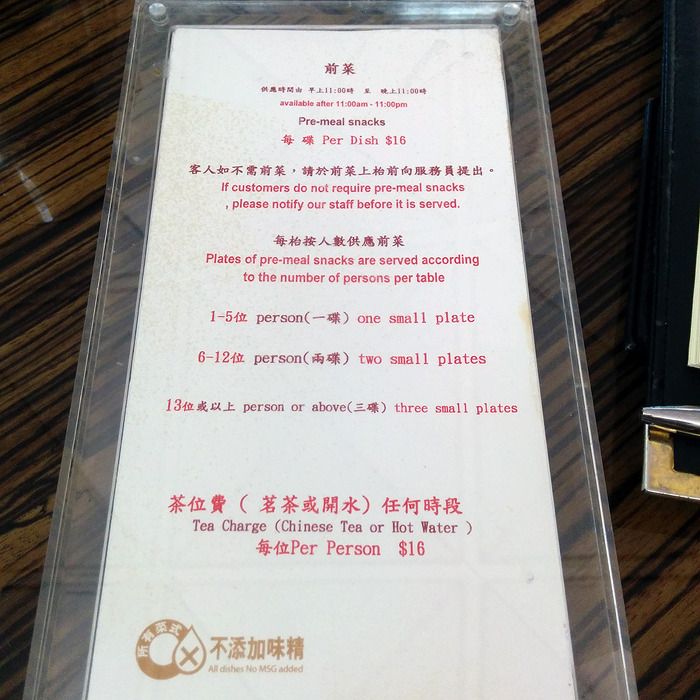 前菜
供應時間由 早上11:00時 至 晚上11:00時
available after 11:00am - 11:00pm
Pre-meal snacks
每 碟 Per Dish $16
客人如不需前菜，請於前菜上枱前向服務員提出。
If customers do not require pre-meal snacks
, please notify our staff before it is served.
每枱按人數供應前菜
Plates of pre-meal snacks are served according
to the number of persons per table
1-5位 person(一碟) one small plate
6-12位 person(兩碟) two small plates
13位或以上 person or above(三碟) three small plates
茶位費 ( 茗茶或開水) 任何時段
Tea Charge (Chinese Tea or Hot Water )
每位Per Person $16
所有菜式
不添加味精
All dishes No MSG added